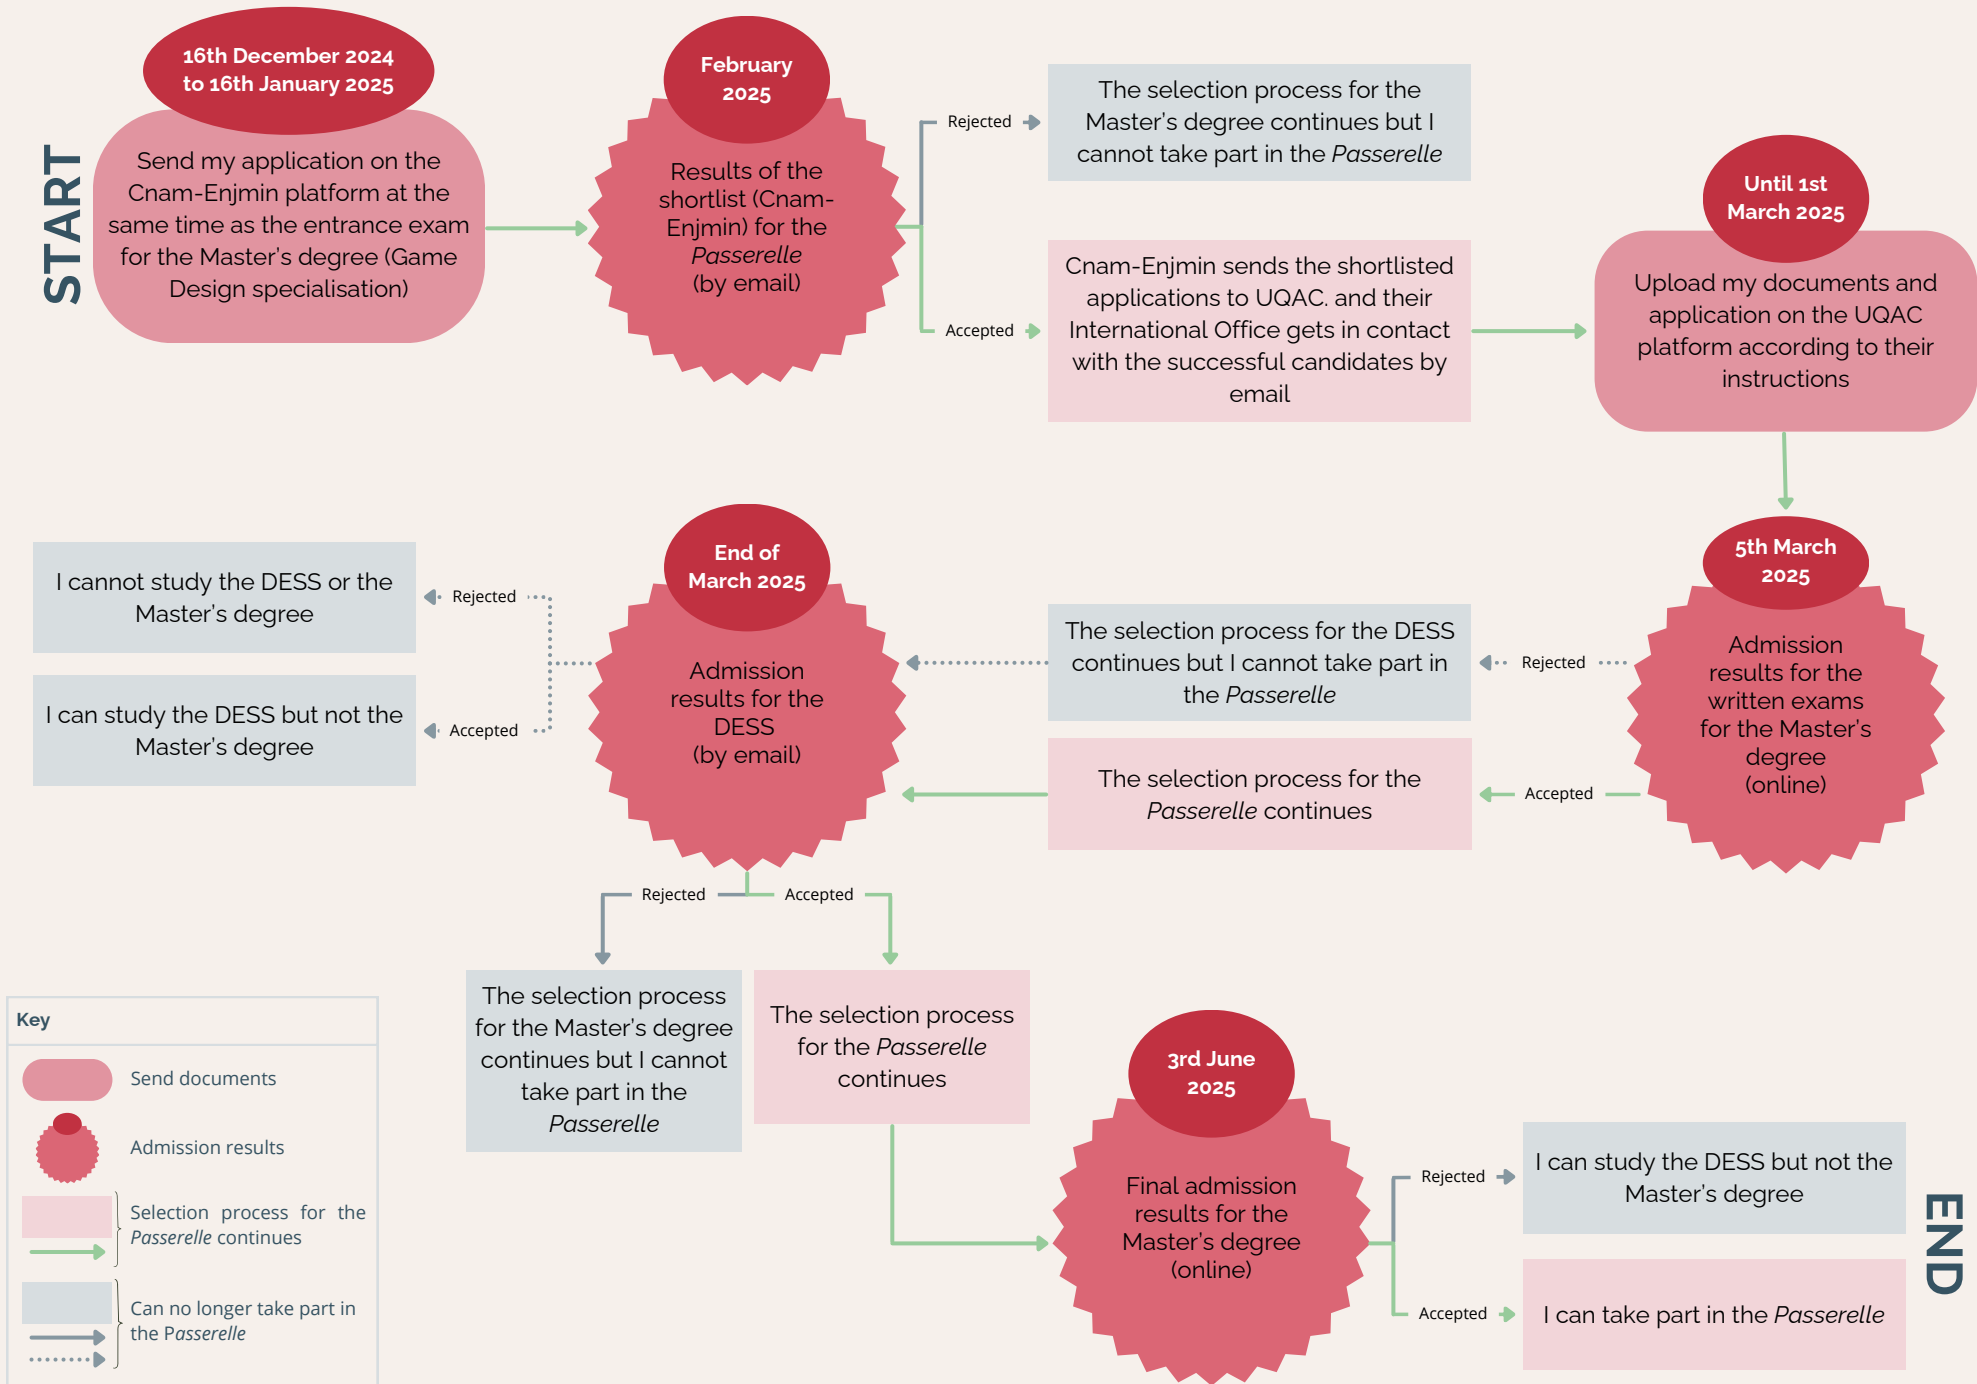 START
16th December 2024
to 16th January 2025
Send my application on the
Cnam-Enjmin platform at the
same time as the entrance exam
for the Master's degree (Game
Design specialisation)
February
2025
Results of the
shortlist (Cnam-
Enjmin) for the
Passerelle
(by email)
Rejected
The selection process for the
Master's degree continues but I
cannot take part in the Passerelle
Accepted
Cnam-Enjmin sends the shortlisted
applications to UQAC. and their
International Office gets in contact
with the successful candidates by
email
Until 1st
March 2025
Upload my documents and
application on the UQAC
platform according to their
instructions
5th March
2025
Admission
results for the
written exams
for the Master's
degree
(online)
Rejected
The selection process for the DESS
continues but I cannot take part in
the Passerelle
Accepted
The selection process for the
Passerelle continues
End of
March 2025
Admission
results for the
DESS
(by email)
Rejected
I cannot study the DESS or the
Master's degree
Accepted
I can study the DESS but not the
Master's degree
Rejected
Accepted
The selection process
for the Master's degree
continues but I cannot
take part in the
Passerelle
The selection process
for the Passerelle
continues
3rd June
2025
Final admission
results for the
Master's degree
(online)
Rejected
I can study the DESS but not the
Master's degree
Accepted
I can take part in the Passerelle
END
Key
Send documents
Admission results
Selection process for the
Passerelle continues
Can no longer take part in
the Passerelle